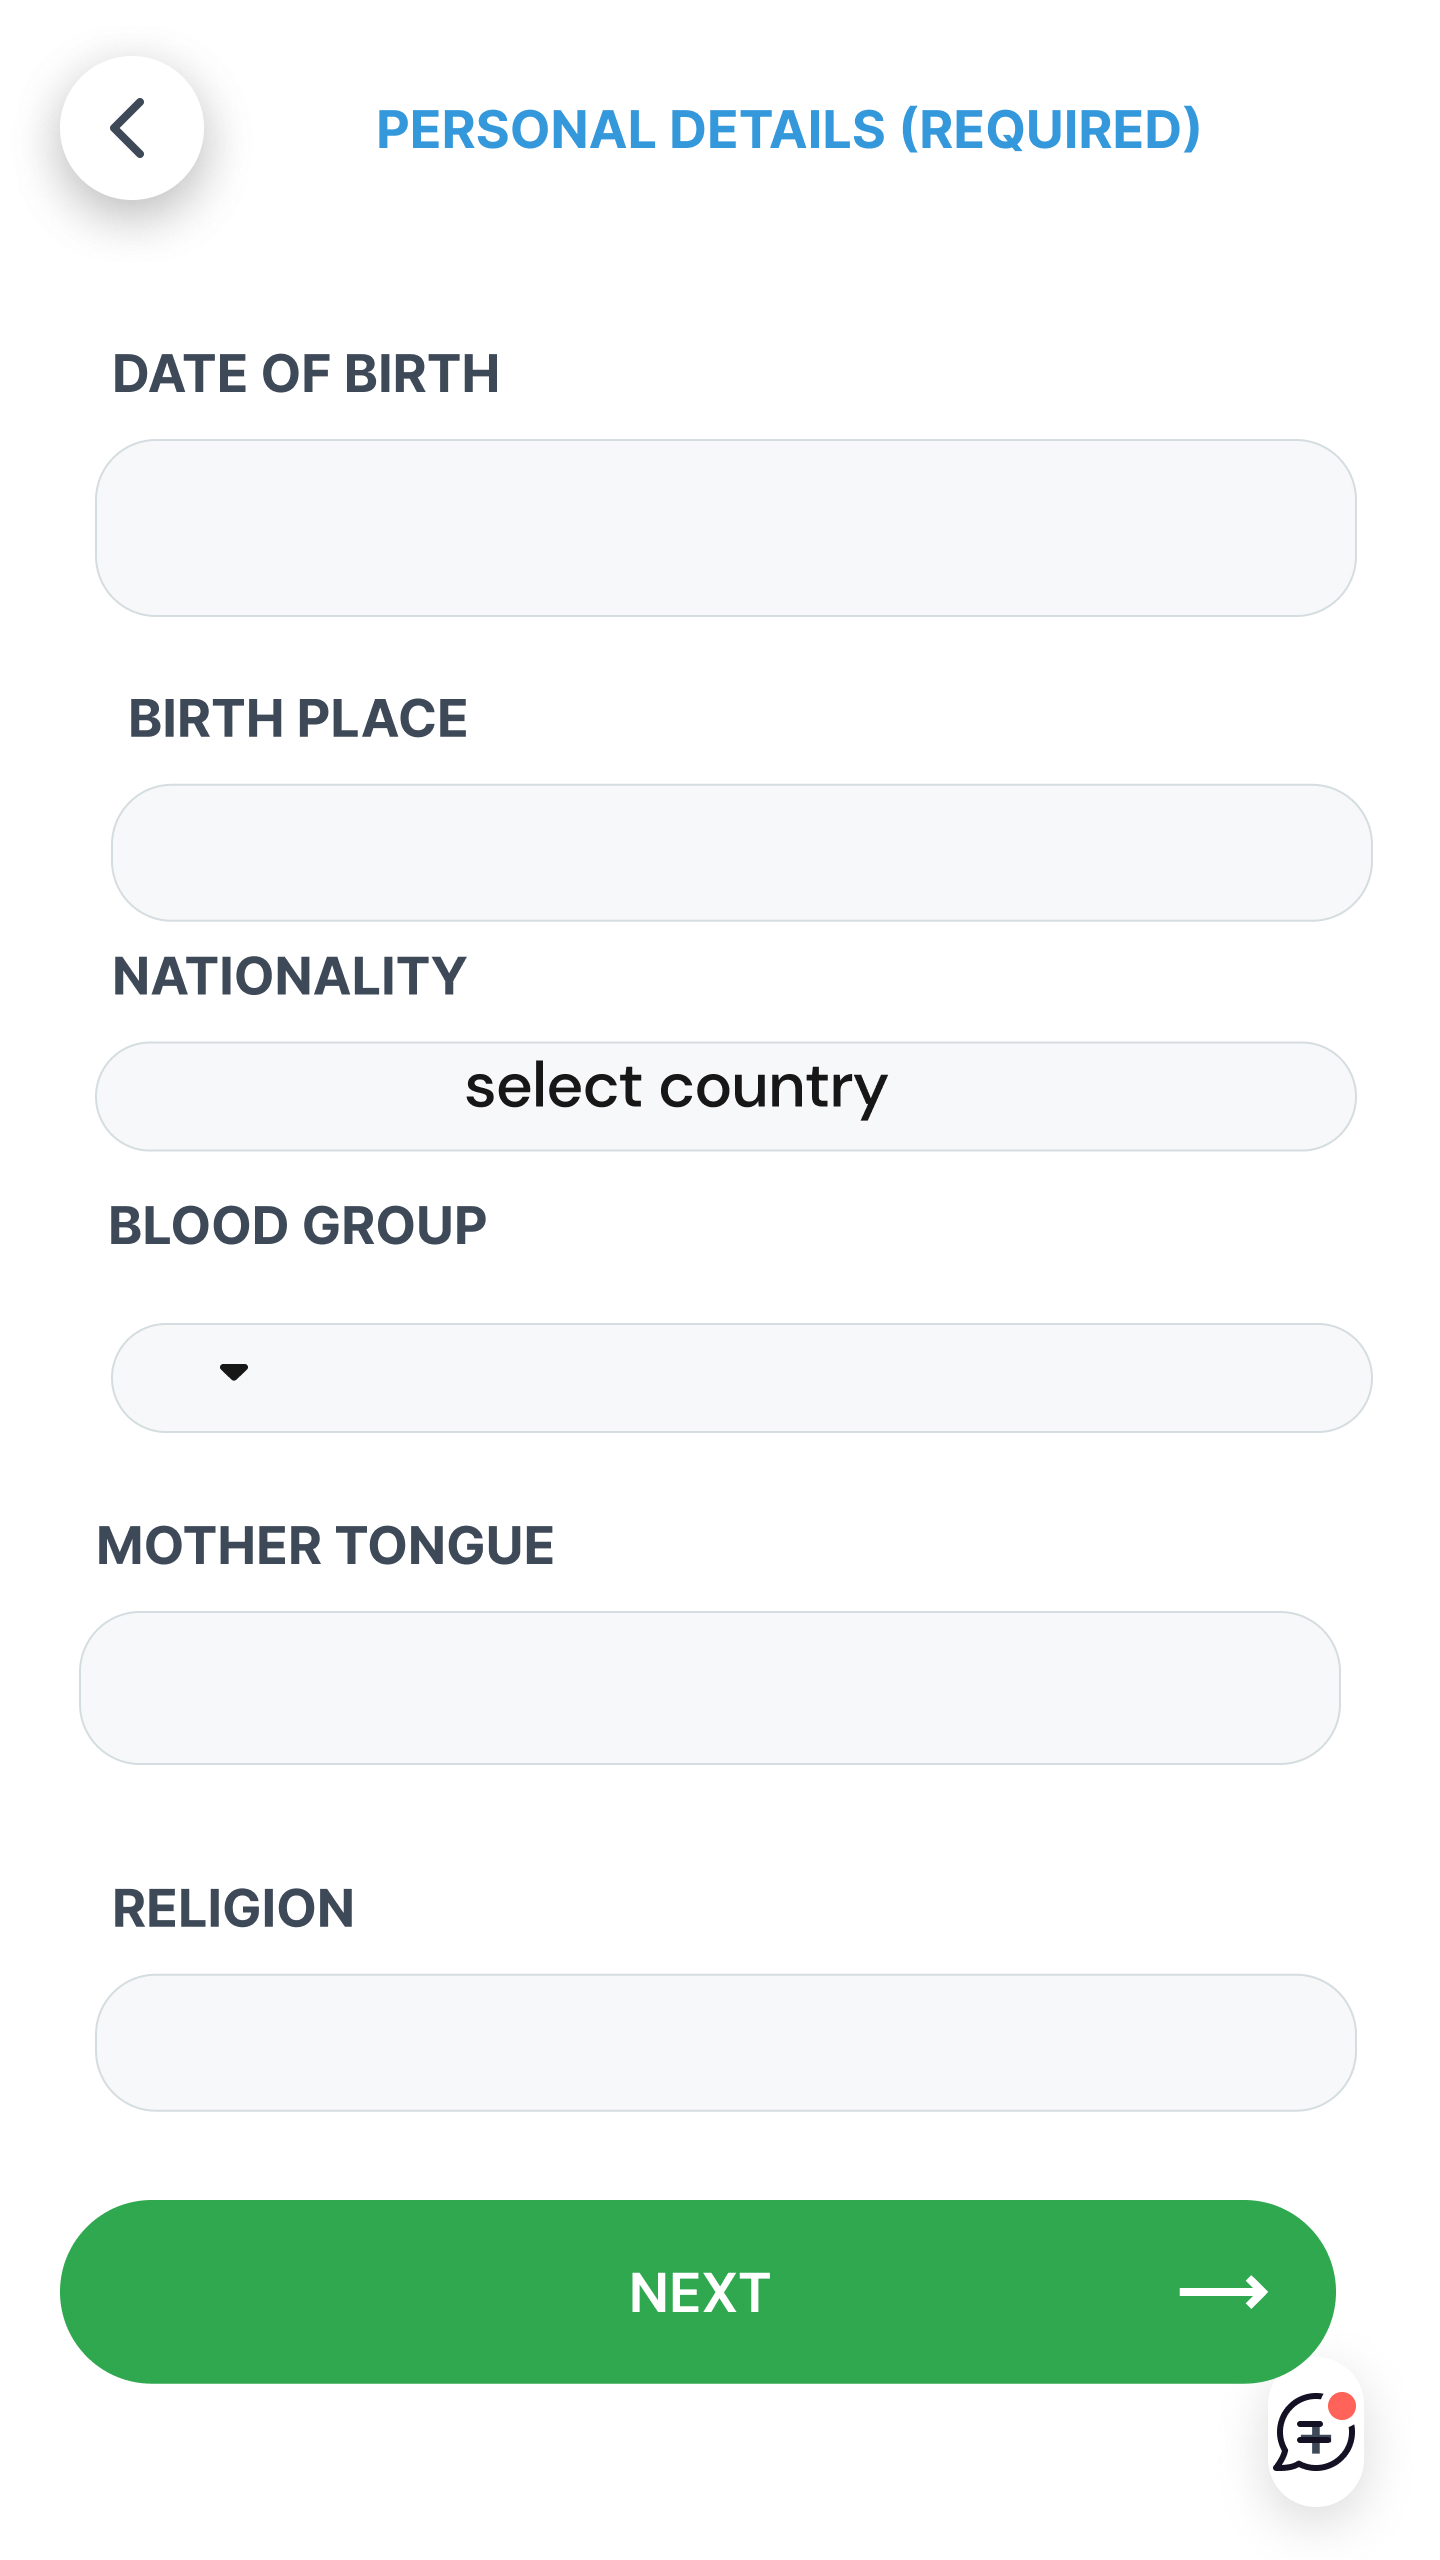 PERSONAL DETAILS (REQUIRED)
DATE OF BIRTH
BIRTH PLACE
NATIONALITY
select country
BLOOD GROUP
MOTHER TONGUE
RELIGION
NEXT